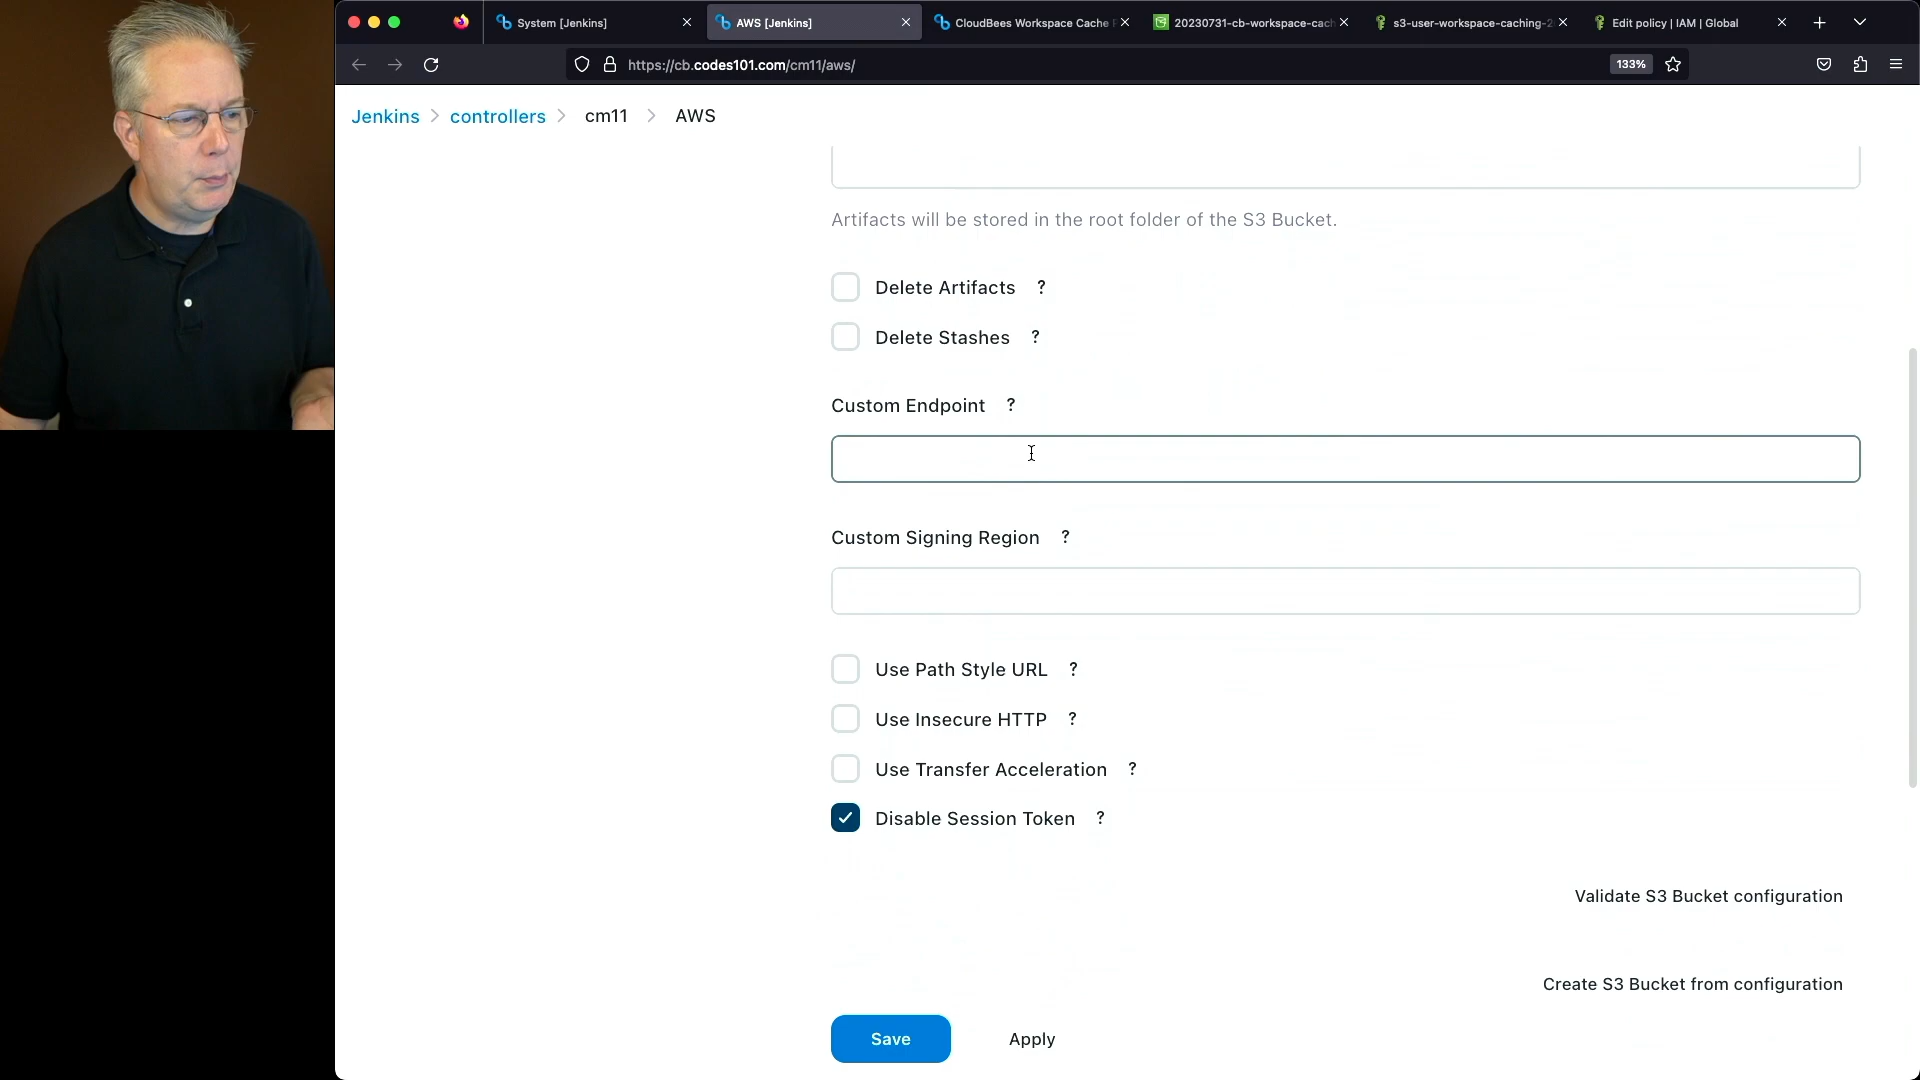 System [Jenkins]
AWS [Jenkins]
CloudBees Workspace Cache
20230731-cb-workspace-cach
s3-user-workspace-caching-2
Edit policy | IAM | Global
https://cb.codes101.com/cm11/aws/
133%
Jenkins > controllers > cm11 > AWS
Artifacts will be stored in the root folder of the S3 Bucket.
Delete Artifacts ?
Delete Stashes ?
Custom Endpoint ?
Custom Signing Region ?
Use Path Style URL ?
Use Insecure HTTP ?
Use Transfer Acceleration ?
Disable Session Token ?
Validate S3 Bucket configuration
Create S3 Bucket from configuration
Save
Apply